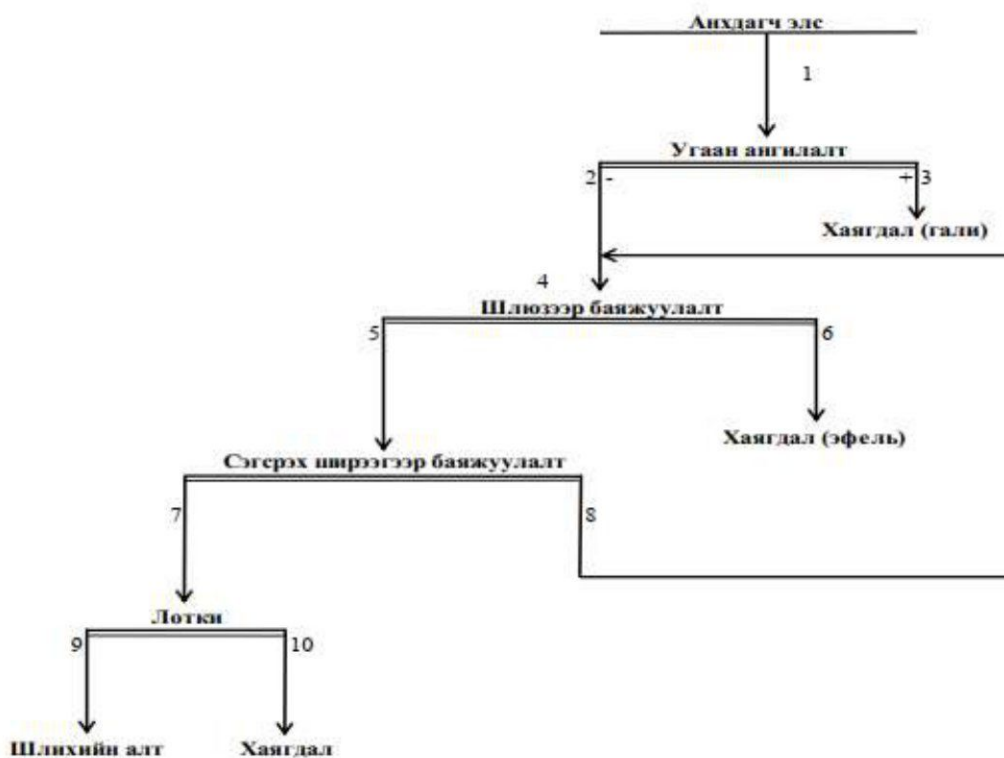 Анхдагч элс
1
Угаан ангилалт
2 - + 3
Хаягдал (гали)
4
Шлюзээр баяжуулалт
5 6
Хаягдал (эфель)
Сэгсрэх ширээгээр баяжуулалт
7 8
Лотки
9 10
Шлихийн алт Хаягдал